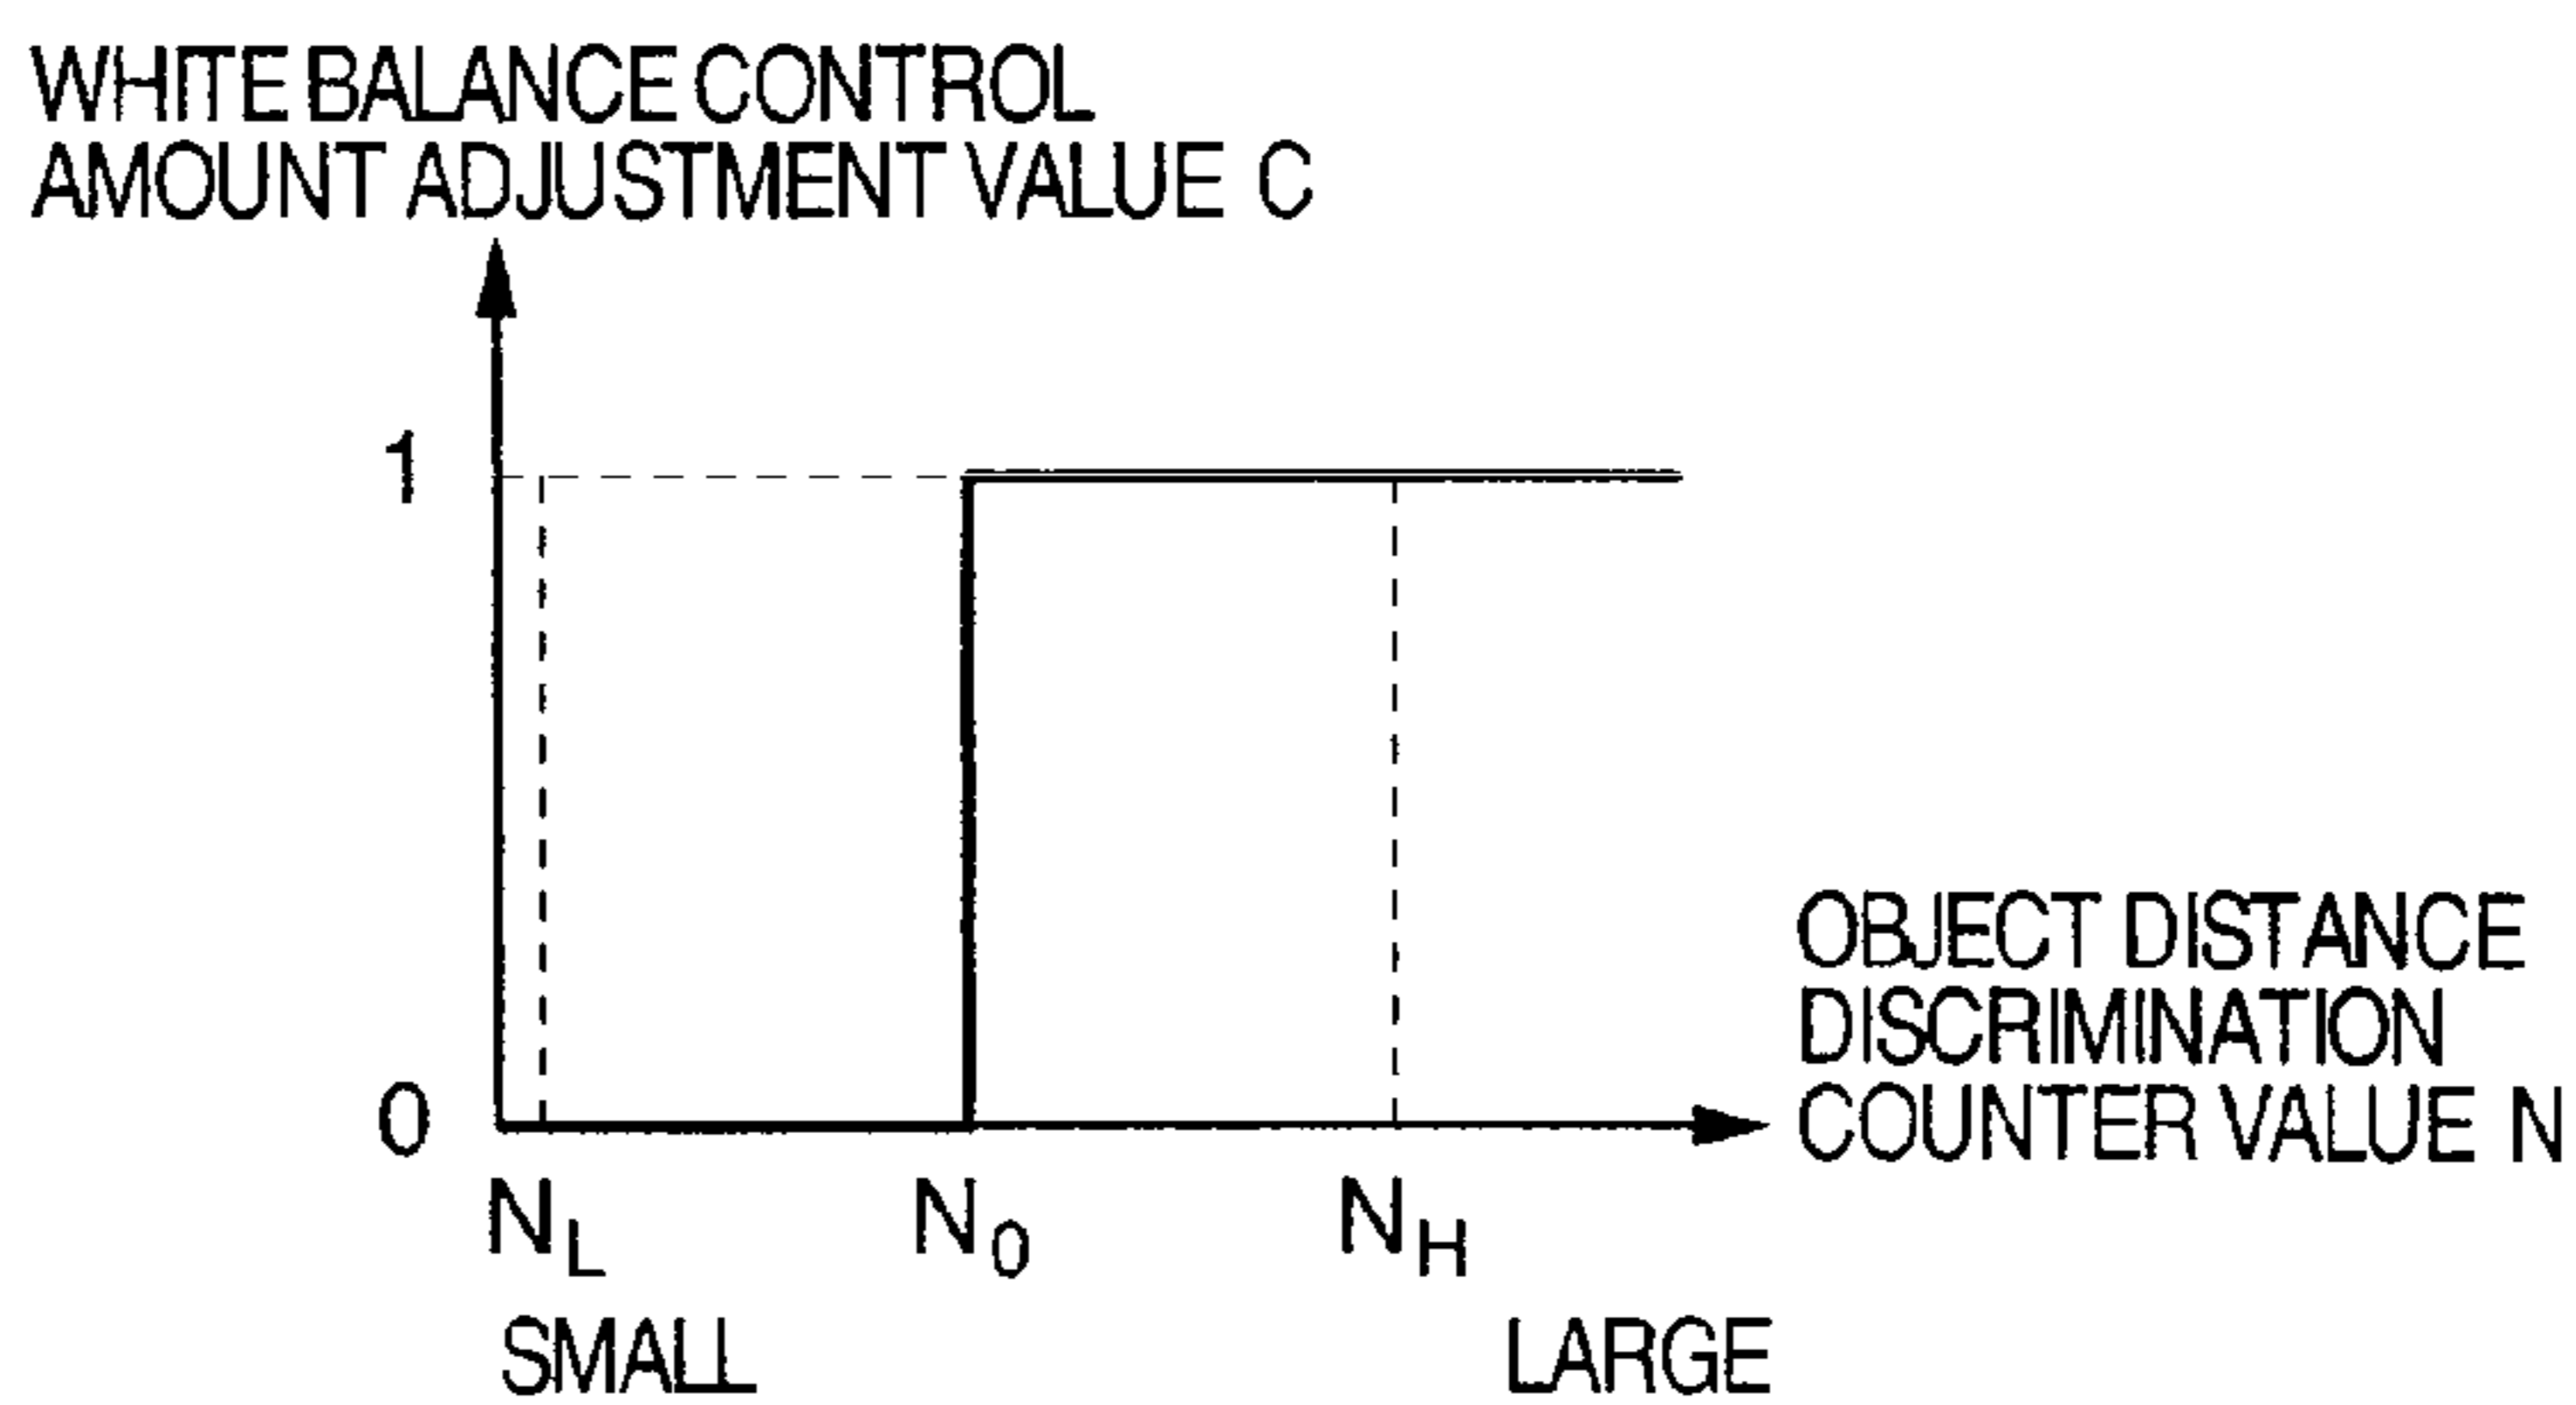 WHITE BALANCE CONTROL
AMOUNT ADJUSTMENT VALUE C
1
0
OBJECT DISTANCE
DISCRIMINATION
COUNTER VALUE N
N_L N_0 N_H
SMALL LARGE